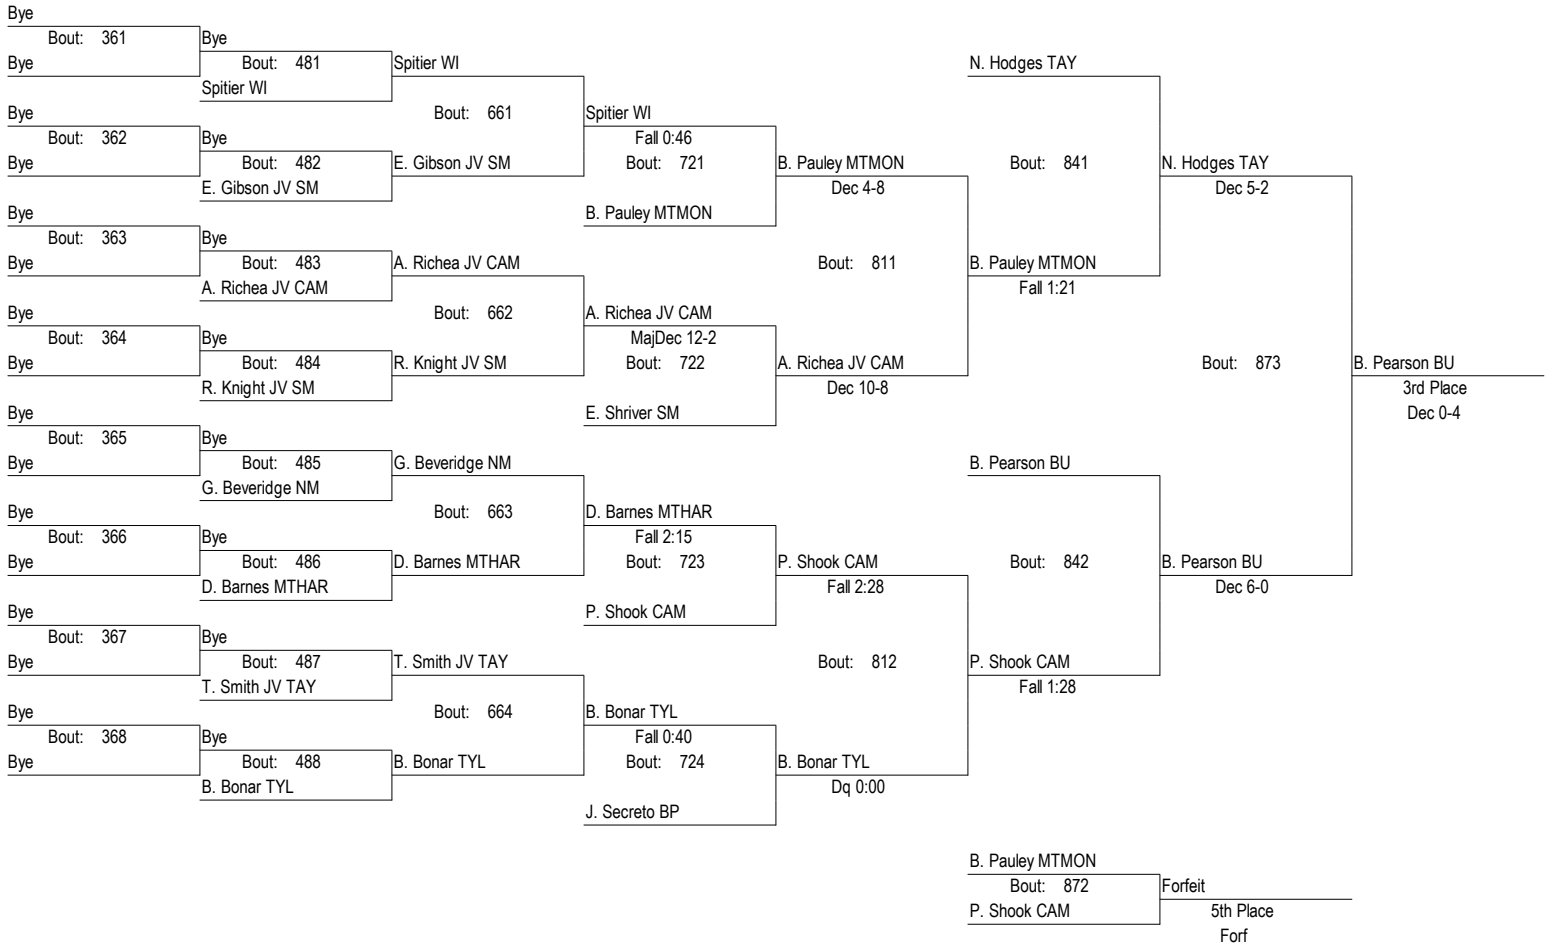 Bye
Bout: 361
Bye
Bye
Bout: 481
Spitier WI
Spitier WI
Bye
Bout: 362
Bye
Bye
Bout: 482
E. Gibson JV SM
E. Gibson JV SM
Bout: 661
Spitier WI
Fall 0:46
Bout: 721
B. Pauley MTMON
B. Pauley MTMON
Dec 4-8
Bye
Bout: 363
Bye
Bye
Bout: 483
A. Richea JV CAM
A. Richea JV CAM
Bye
Bout: 364
Bye
Bye
Bout: 484
R. Knight JV SM
R. Knight JV SM
Bout: 662
A. Richea JV CAM
MajDec 12-2
Bout: 722
E. Shriver SM
A. Richea JV CAM
Dec 10-8
Bout: 811
B. Pauley MTMON
Fall 1:21
N. Hodges TAY
Bout: 841
N. Hodges TAY
Dec 5-2
Bye
Bout: 365
Bye
Bye
Bout: 485
G. Beveridge NM
G. Beveridge NM
Bye
Bout: 366
Bye
Bye
Bout: 486
D. Barnes MTHAR
D. Barnes MTHAR
Bout: 663
D. Barnes MTHAR
Fall 2:15
Bout: 723
P. Shook CAM
P. Shook CAM
Fall 2:28
Bye
Bout: 367
Bye
Bye
Bout: 487
T. Smith JV TAY
T. Smith JV TAY
Bye
Bout: 368
Bye
Bye
Bout: 488
B. Bonar TYL
B. Bonar TYL
Bout: 664
B. Bonar TYL
Fall 0:40
Bout: 724
J. Secreto BP
B. Bonar TYL
Dq 0:00
Bout: 812
P. Shook CAM
Fall 1:28
B. Pearson BU
Bout: 842
B. Pearson BU
Dec 6-0
Bout: 873
B. Pearson BU
3rd Place
Dec 0-4
B. Pauley MTMON
Bout: 872
P. Shook CAM
Forfeit
5th Place
Forf